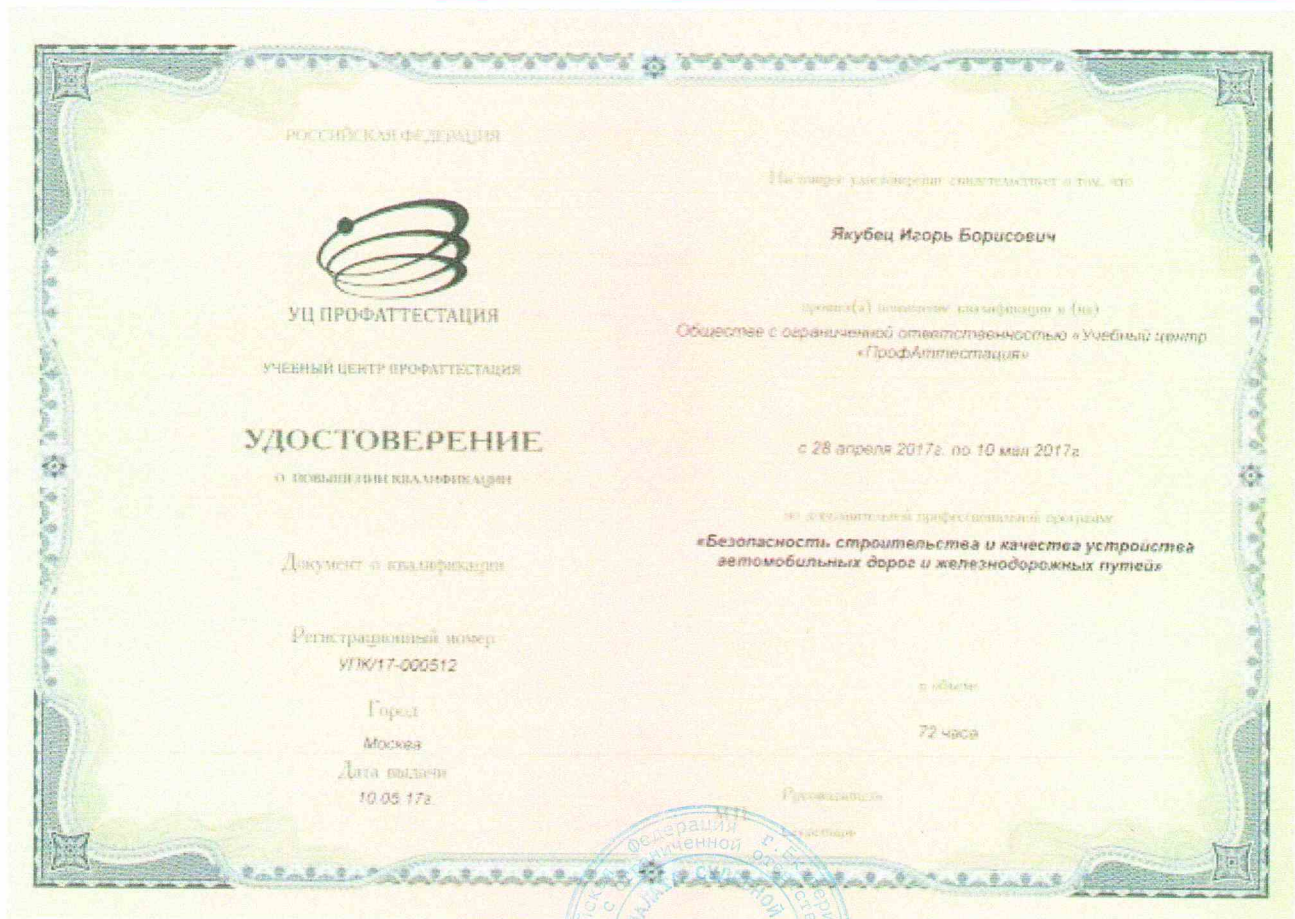 РОССИЙСКАЯ ФЕДЕРАЦИЯ
УЦ ПРОФАТТЕСТАЦИЯ
УЧЕБНЫЙ ЦЕНТР ПРОФАТТЕСТАЦИЯ
УДОСТОВЕРЕНИЕ
О ПОВЫШЕНИИ КВАЛИФИКАЦИИ
Документ о квалификации
Регистрационный номер
УПК/17-000512
Город
Москва
Дата выдачи
10.05.17г.
Настоящее удостоверение свидетельствует о том, что
Якубец Игорь Борисович
прошел(а) повышение квалификации в (на)
Обществе с ограниченной ответственностью «Учебный центр
«ПрофАттестация»
с 28 апреля 2017г. по 10 мая 2017г.
по дополнительной профессиональной программе
«Безопасность строительства и качества устройства
автомобильных дорог и железнодорожных путей»
в объеме
72 часа
Руководитель
М.П.
Секретарь
Федерация